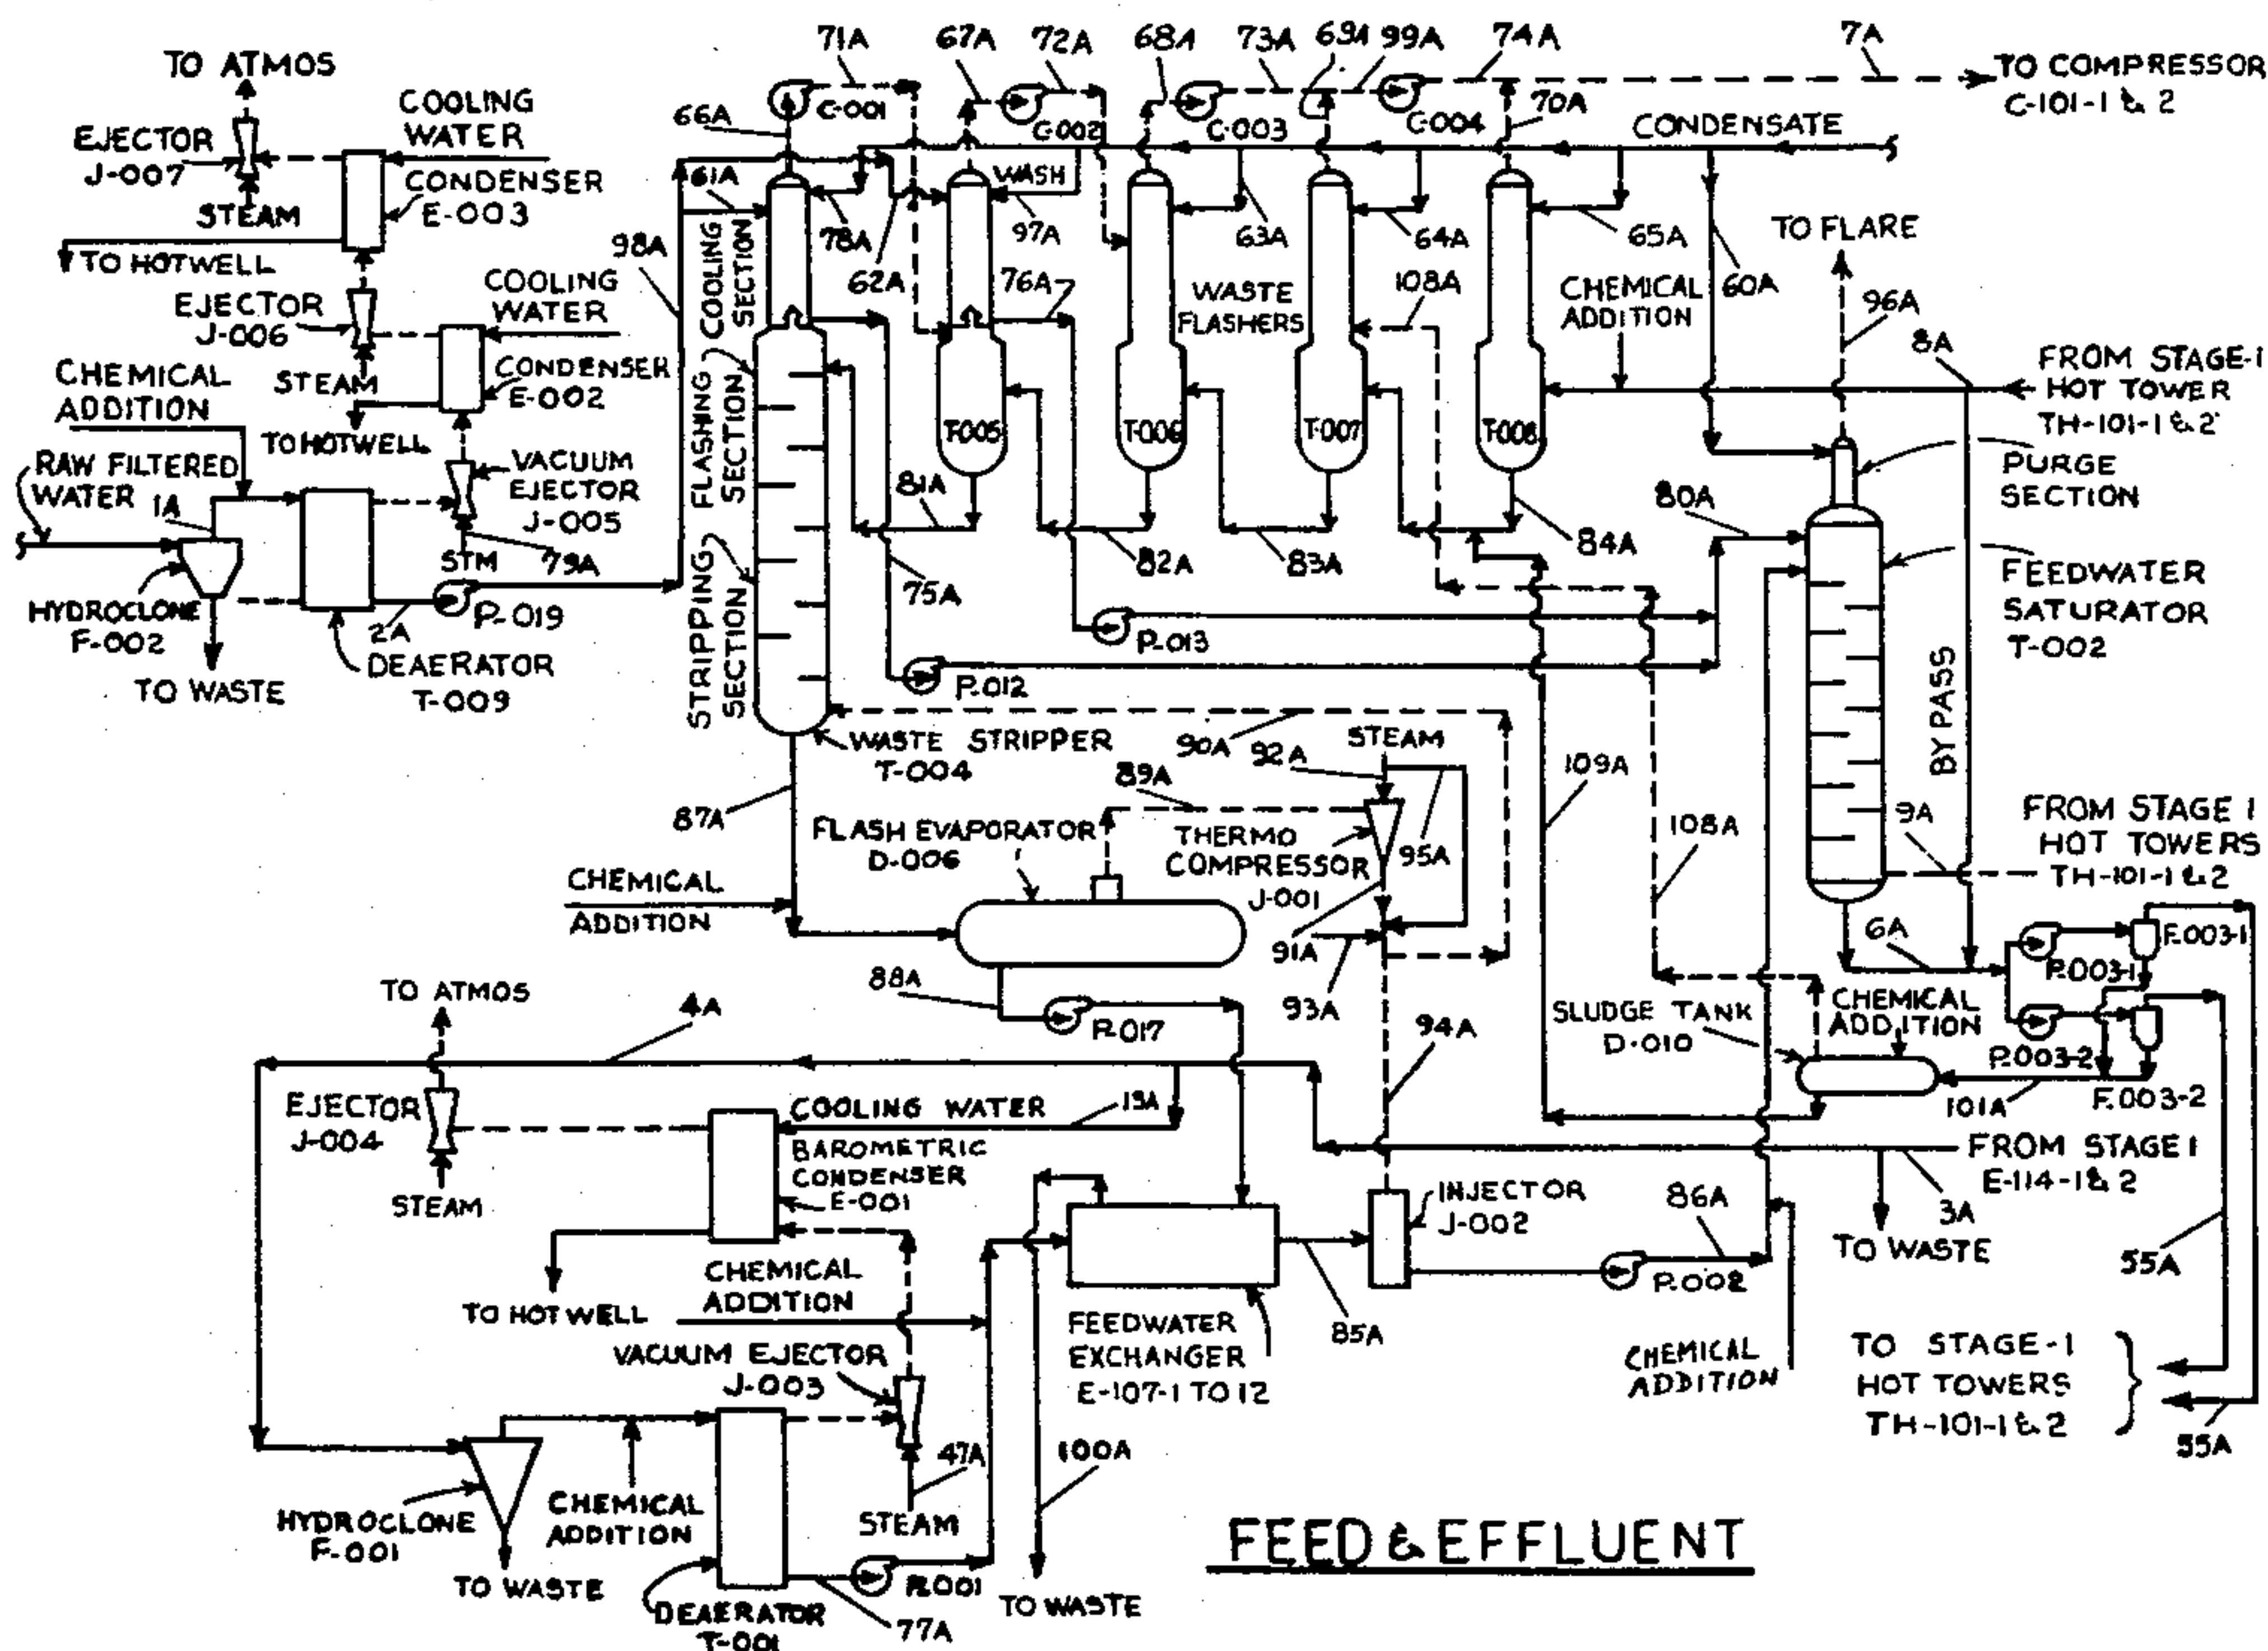 TO ATMOS
EJECTOR
J-007
STEAM
COOLING
WATER
CONDENSER
E-003
TO HOTWELL
EJECTOR
J-006
STEAM
COOLING
WATER
CONDENSER
E-002
TO HOTWELL
CHEMICAL
ADDITION
RAW FILTERED
WATER
1A
HYDROCLONE
F-002
TO WASTE
VACUUM
EJECTOR
J-005
STM
79A
2A
P-019
DEAERATOR
T-009
98A
61A
66A
71A
C-001
67A
72A
C-002
68A
73A
69A
99A
C-003
74A
C-004
70A
7A
TO COMPRESSOR
C-101-1 & 2
CONDENSATE
WASH
78A
62A
97A
76A
63A
64A
65A
60A
COOLING
SECTION
FLASHING
SECTION
STRIPPING
SECTION
WASTE
FLASHERS
108A
CHEMICAL
ADDITION
TO FLARE
96A
8A
FROM STAGE-1
HOT TOWER
TH-101-1 & 2
T-005
T-006
T-007
T-008
81A
82A
83A
84A
80A
PURGE
SECTION
75A
P-013
P-012
FEEDWATER
SATURATOR
T-002
BYPASS
WASTE STRIPPER
T-004
90A
92A
STEAM
87A
89A
FLASH EVAPORATOR
D-006
THERMO
COMPRESSOR
J-001
95A
91A
93A
109A
108A
9A
FROM STAGE 1
HOT TOWERS
TH-101-1 & 2
CHEMICAL
ADDITION
6A
P-003-1
F-003-1
P-003-2
F-003-2
88A
P-017
94A
SLUDGE TANK
D-010
CHEMICAL
ADDITION
101A
TO ATMOS
4A
EJECTOR
J-004
STEAM
COOLING WATER
13A
BAROMETRIC
CONDENSER
E-001
TO HOTWELL
FROM STAGE 1
E-114-1 & 2
3A
TO WASTE
INJECTOR
J-002
86A
P-002
85A
CHEMICAL
ADDITION
CHEMICAL
ADDITION
FEEDWATER
EXCHANGER
E-107-1 TO 12
55A
TO STAGE-1
HOT TOWERS
TH-101-1 & 2
55A
VACUUM EJECTOR
J-003
47A
STEAM
100A
TO WASTE
HYDROCLONE
F-001
TO WASTE
CHEMICAL
ADDITION
DEAERATOR
T-001
P-001
77A
FEED & EFFLUENT